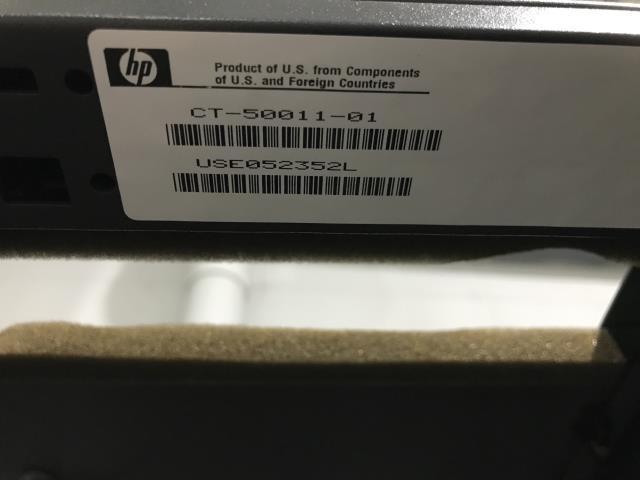 hp
Product of U.S. from Components
of U.S. and Foreign Countries
CT-50011-01
USE052352L